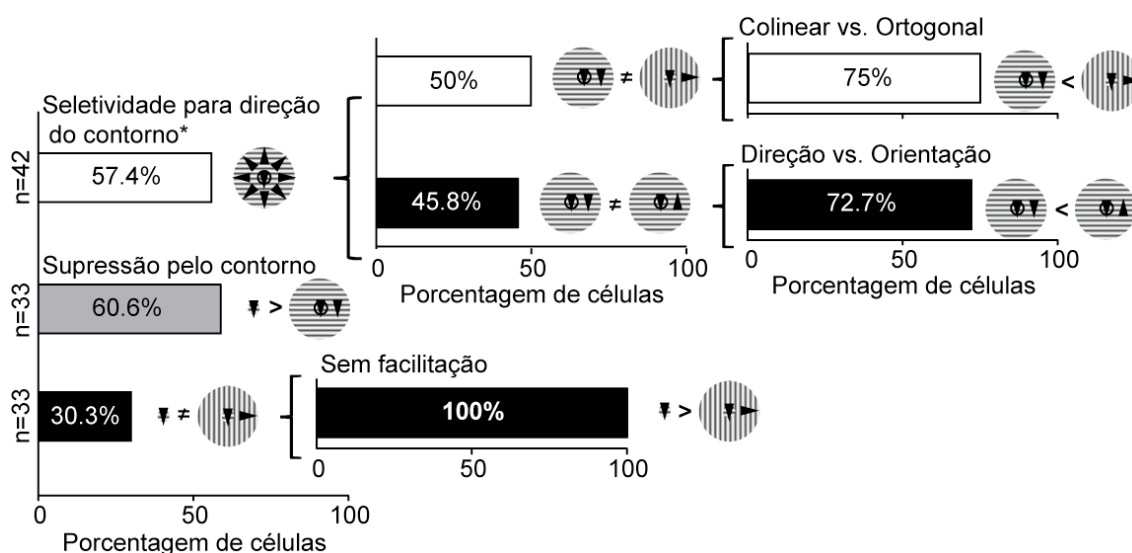 Colinear vs. Ortogonal
50%
≠
75%
<
Seletividade para direção
do contorno*
n=42
57.4%
Direção vs. Orientação
45.8%
≠
72.7%
<
0 50 100
0 50 100
Porcentagem de células
Porcentagem de células
Supressão pelo contorno
n=33
60.6%
>
Sem facilitação
n=33
30.3%
≠
100%
>
0 100
0 50 100
Porcentagem de células